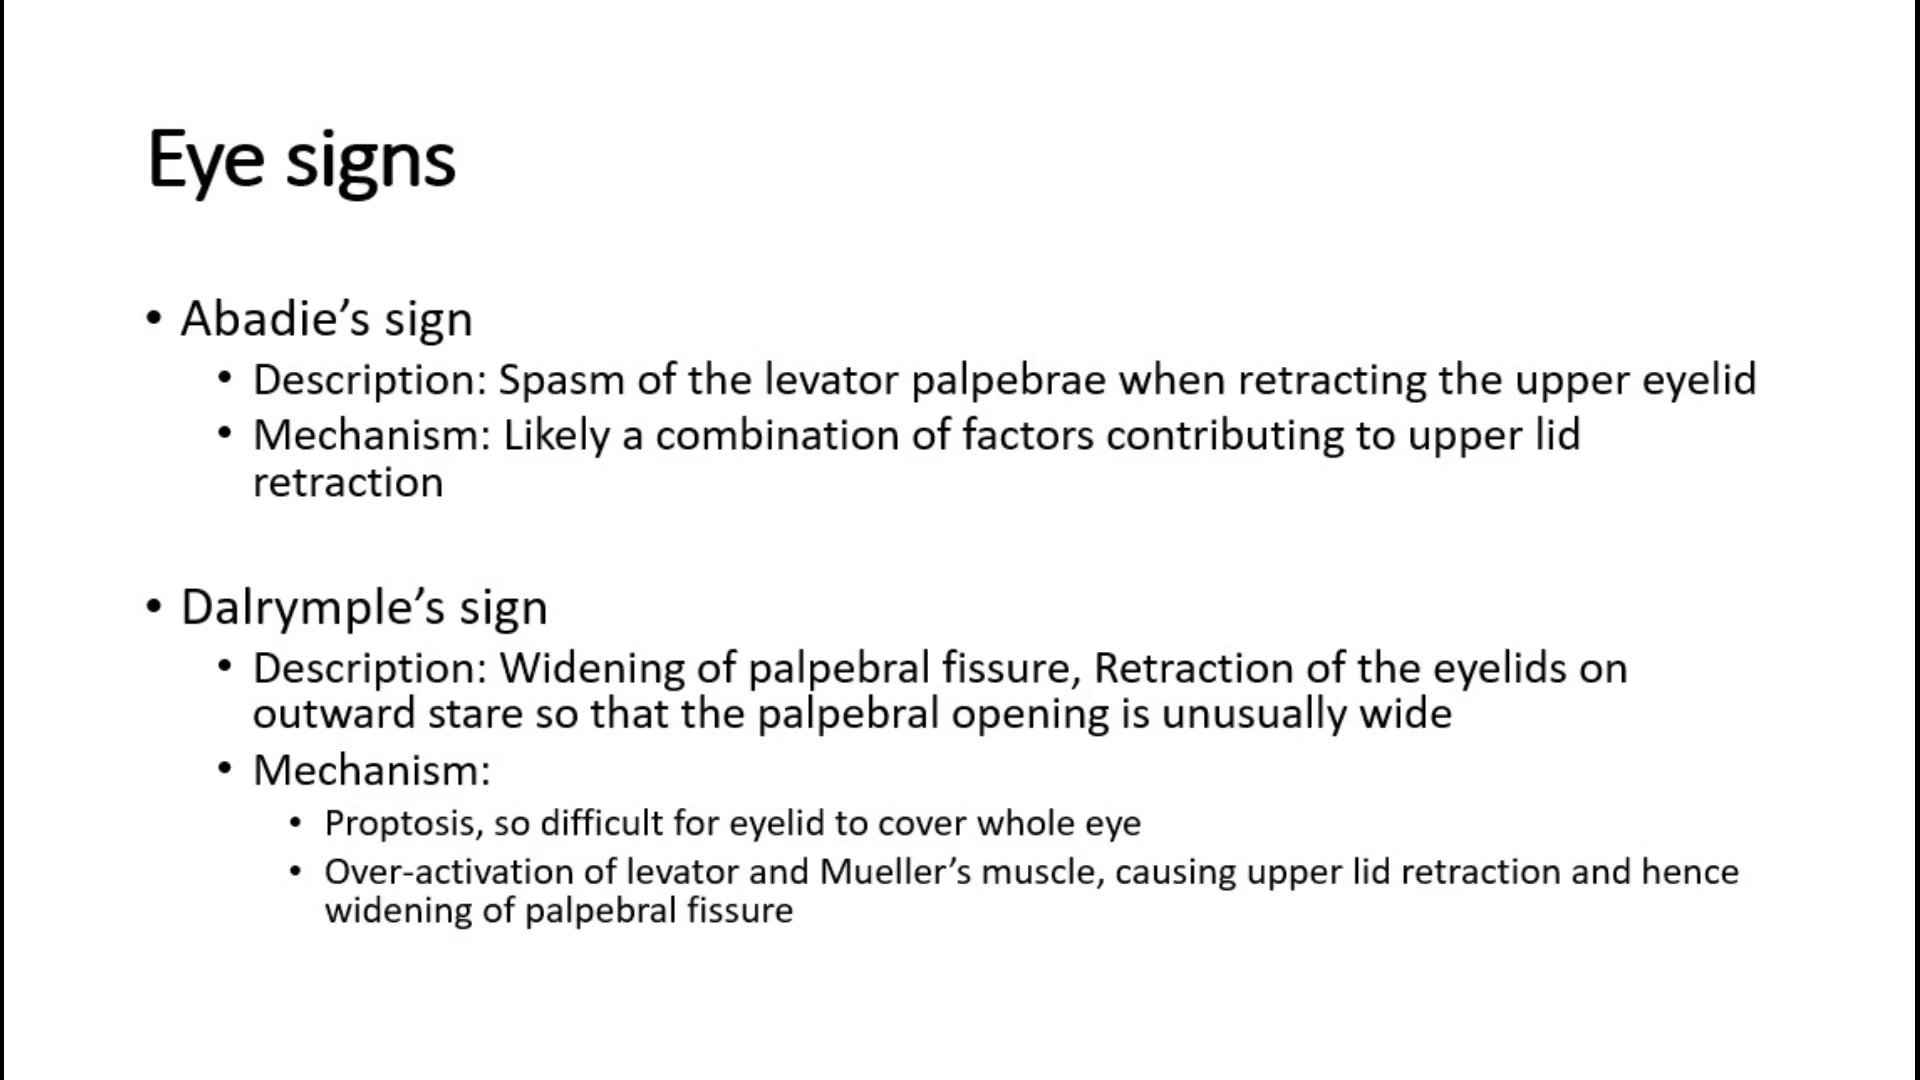 Eye signs
• Abadie’s sign
• Description: Spasm of the levator palpebrae when retracting the upper eyelid
• Mechanism: Likely a combination of factors contributing to upper lid
retraction
• Dalrymple’s sign
• Description: Widening of palpebral fissure, Retraction of the eyelids on
outward stare so that the palpebral opening is unusually wide
• Mechanism:
• Proptosis, so difficult for eyelid to cover whole eye
• Over-activation of levator and Mueller’s muscle, causing upper lid retraction and hence
widening of palpebral fissure